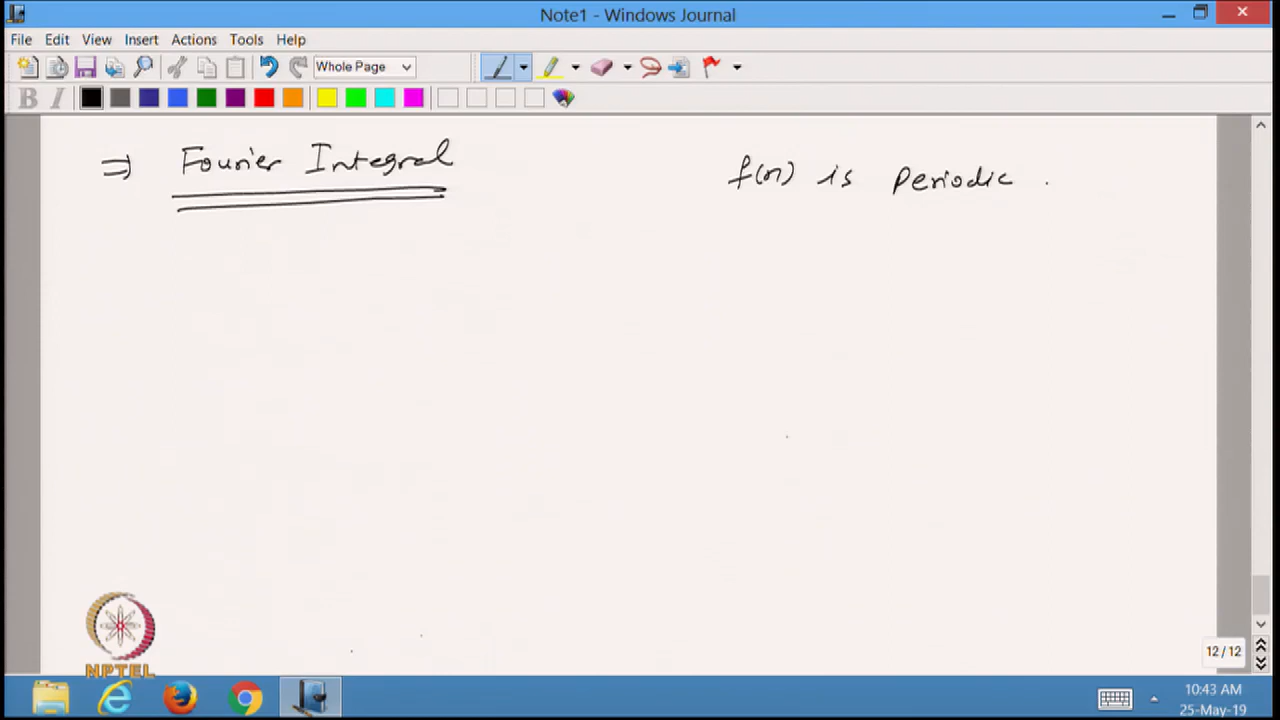 Note1 - Windows Journal
File Edit View Insert Actions Tools Help
Whole Page
B I
⇒ Fourier Integral
f(x) is Periodic .
NPTEL
12 / 12
10:43 AM
25-May-19